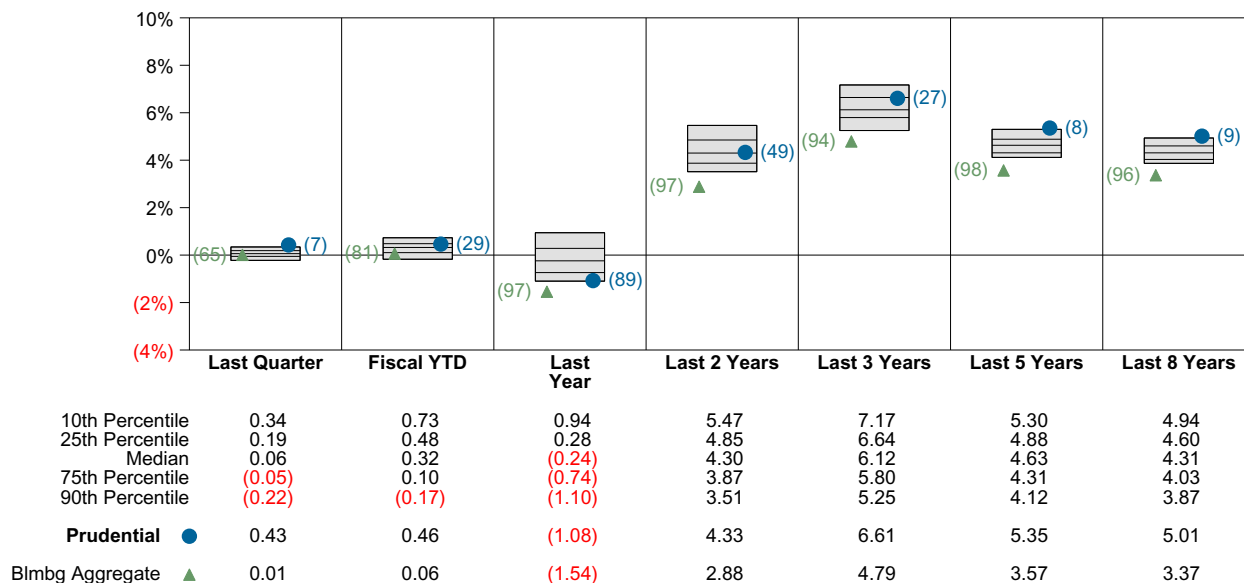 10%
8%
6%
4%
2%
0%
(2%)
(4%)
(65) (7)
(81) (29)
(97) (89)
(97) (49)
(94) (27)
(98) (8)
(96) (9)
Last Quarter Fiscal YTD Last Year Last 2 Years Last 3 Years Last 5 Years Last 8 Years
10th Percentile 0.34 0.73 0.94 5.47 7.17 5.30 4.94
25th Percentile 0.19 0.48 0.28 4.85 6.64 4.88 4.60
Median 0.06 0.32 (0.24) 4.30 6.12 4.63 4.31
75th Percentile (0.05) 0.10 (0.74) 3.87 5.80 4.31 4.03
90th Percentile (0.22) (0.17) (1.10) 3.51 5.25 4.12 3.87
Prudential 0.43 0.46 (1.08) 4.33 6.61 5.35 5.01
Blmbg Aggregate 0.01 0.06 (1.54) 2.88 4.79 3.57 3.37